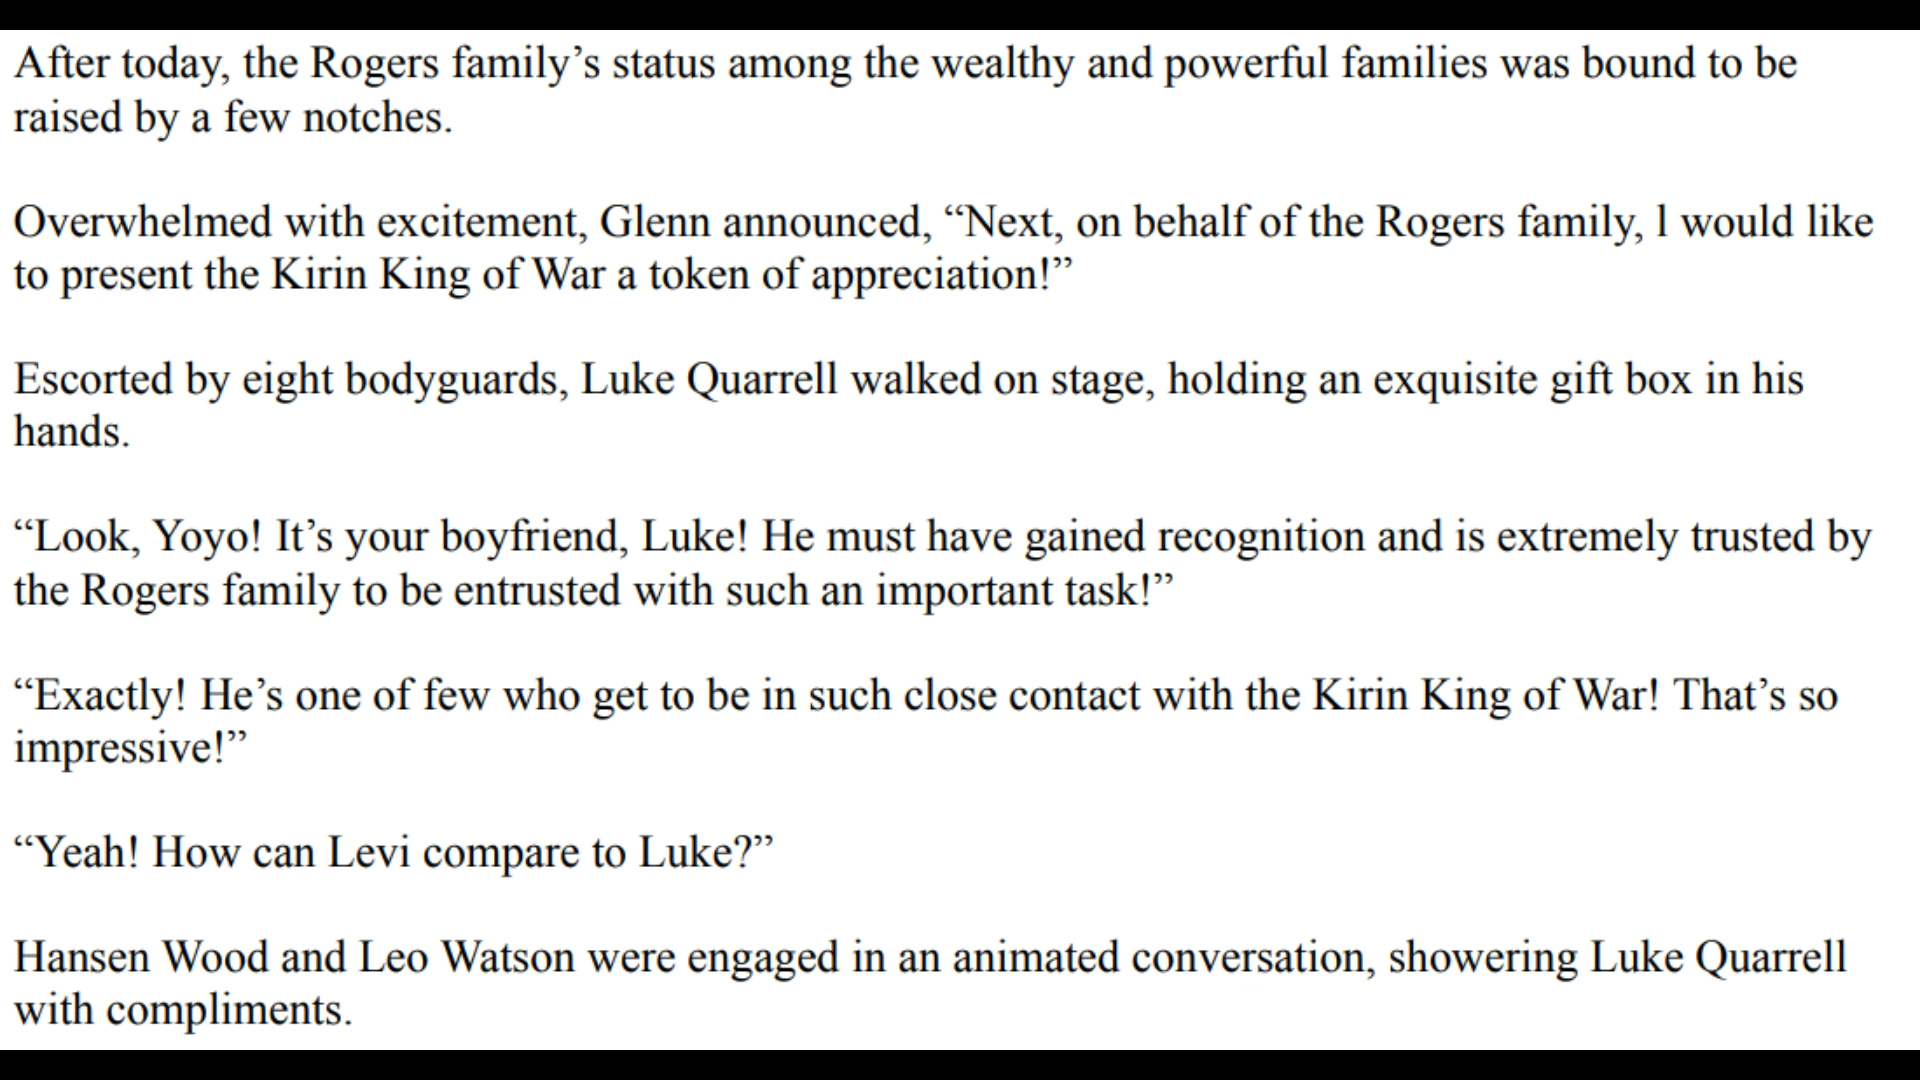 After today, the Rogers family’s status among the wealthy and powerful families was bound to be
raised by a few notches.
Overwhelmed with excitement, Glenn announced, “Next, on behalf of the Rogers family, l would like
to present the Kirin King of War a token of appreciation!”
Escorted by eight bodyguards, Luke Quarrell walked on stage, holding an exquisite gift box in his
hands.
“Look, Yoyo! It’s your boyfriend, Luke! He must have gained recognition and is extremely trusted by
the Rogers family to be entrusted with such an important task!”
“Exactly! He’s one of few who get to be in such close contact with the Kirin King of War! That’s so
impressive!”
“Yeah! How can Levi compare to Luke?”
Hansen Wood and Leo Watson were engaged in an animated conversation, showering Luke Quarrell
with compliments.